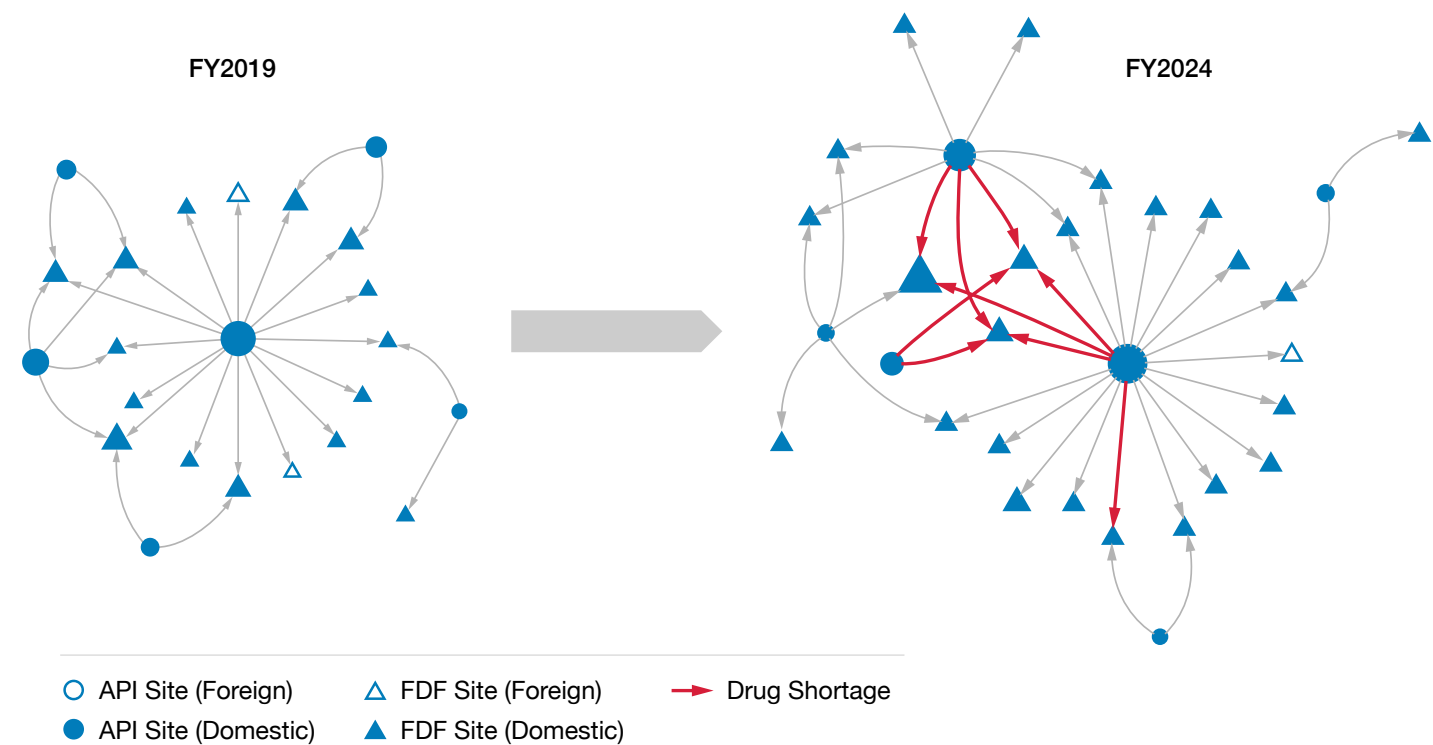 FY2019
FY2024
API Site (Foreign)
FDF Site (Foreign)
Drug Shortage
API Site (Domestic)
FDF Site (Domestic)